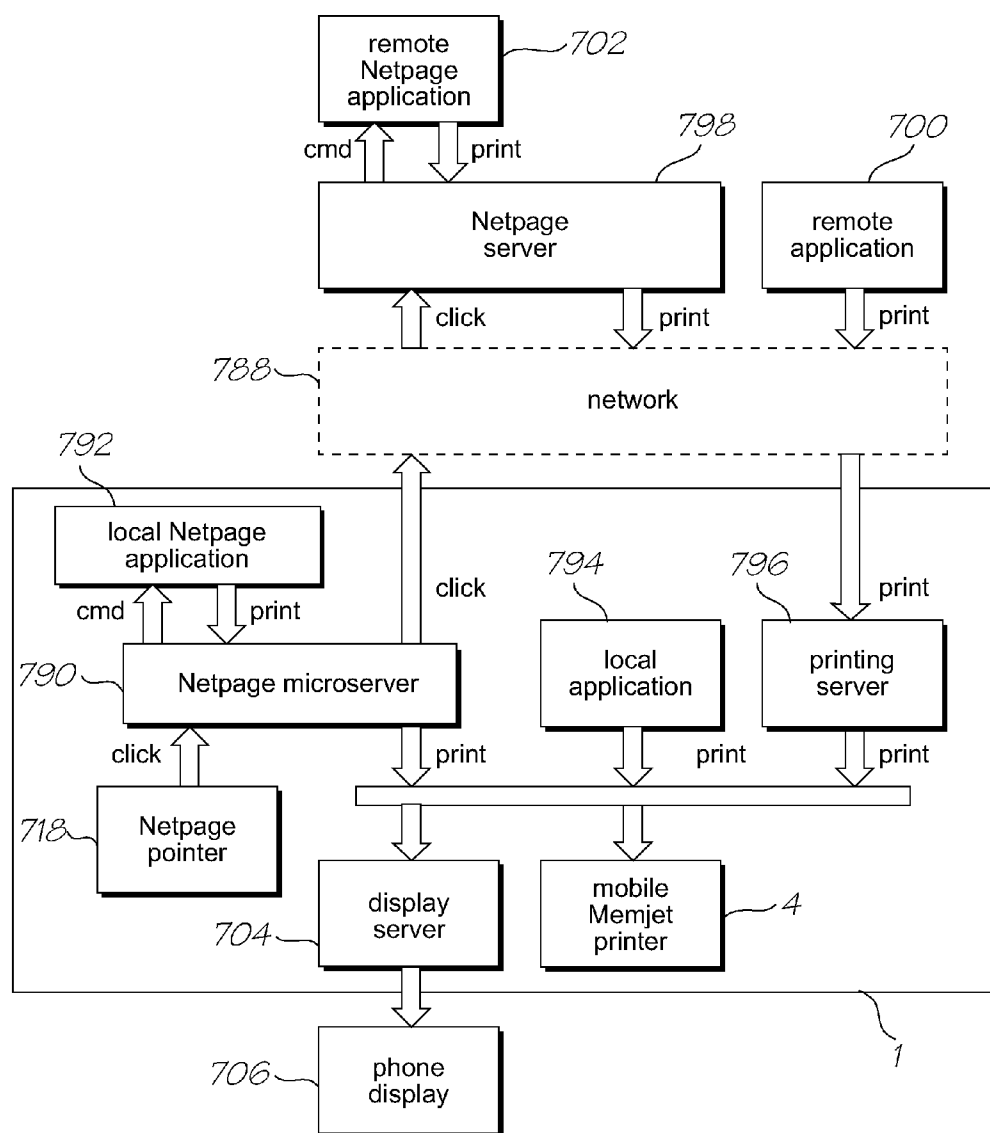 remote
Netpage
application
702
cmd
print
798
700
Netpage
server
remote
application
click
print
print
788
network
792
local Netpage
application
cmd
print
click
794
796
print
790
Netpage microserver
local
application
printing
server
click
print
print
print
718
Netpage
pointer
704
display
server
mobile
Memjet
printer
4
706
phone
display
1